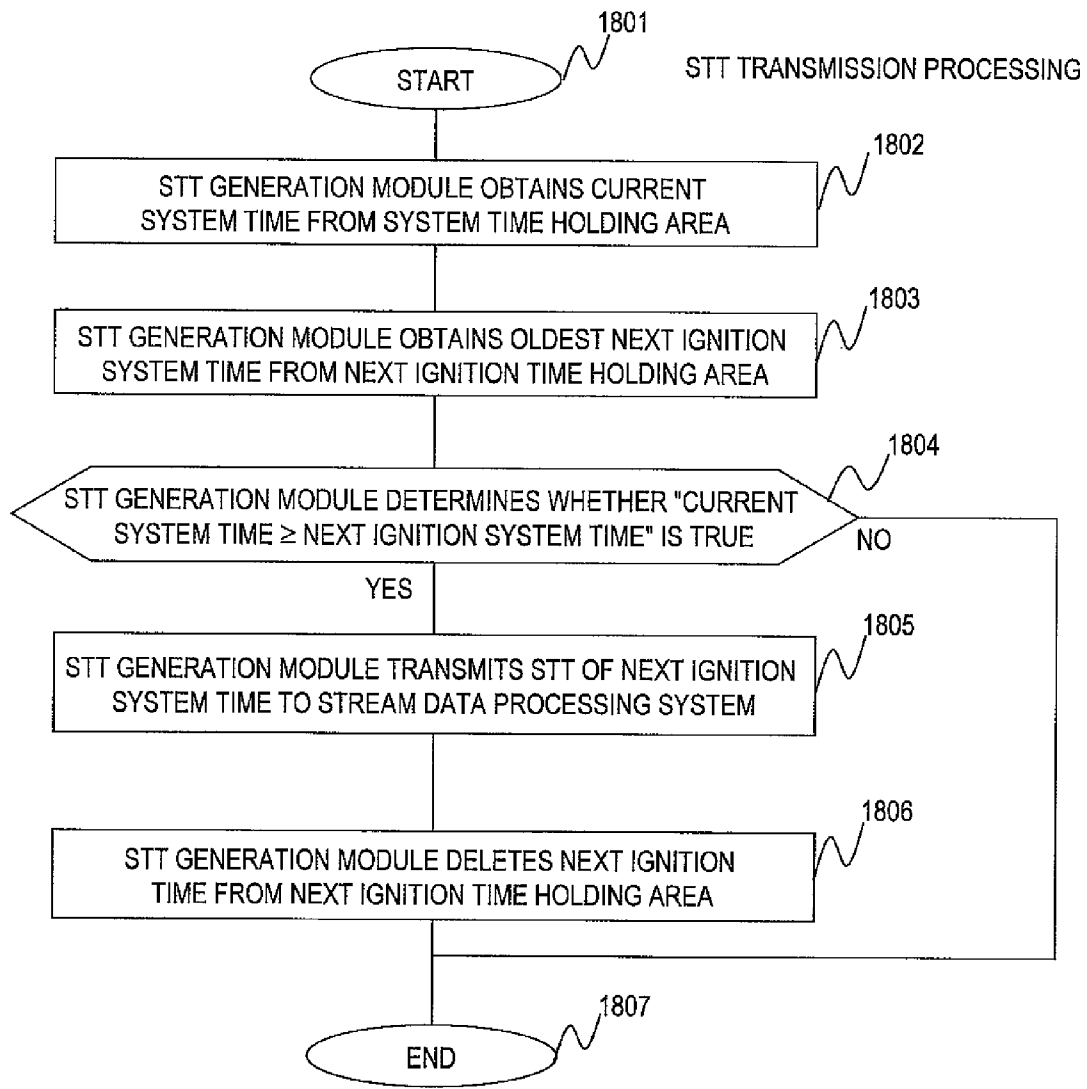 1801
START
STT TRANSMISSION PROCESSING
1802
STT GENERATION MODULE OBTAINS CURRENT
SYSTEM TIME FROM SYSTEM TIME HOLDING AREA
1803
STT GENERATION MODULE OBTAINS OLDEST NEXT IGNITION
SYSTEM TIME FROM NEXT IGNITION TIME HOLDING AREA
1804
STT GENERATION MODULE DETERMINES WHETHER "CURRENT
SYSTEM TIME ≥ NEXT IGNITION SYSTEM TIME" IS TRUE
NO
YES
1805
STT GENERATION MODULE TRANSMITS STT OF NEXT IGNITION
SYSTEM TIME TO STREAM DATA PROCESSING SYSTEM
1806
STT GENERATION MODULE DELETES NEXT IGNITION
TIME FROM NEXT IGNITION TIME HOLDING AREA
1807
END